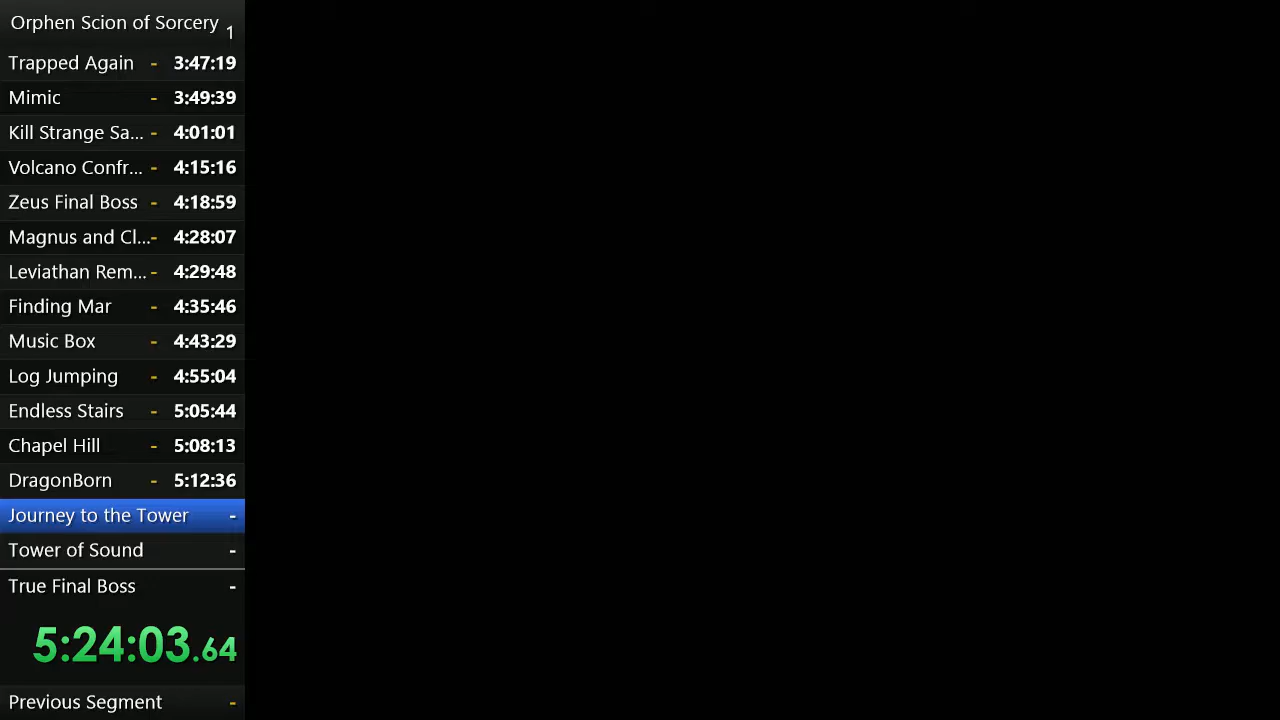 Orphen Scion of Sorcery 1
Trapped Again - 3:47:19
Mimic - 3:49:39
Kill Strange Sa... - 4:01:01
Volcano Confr... - 4:15:16
Zeus Final Boss - 4:18:59
Magnus and Cl... - 4:28:07
Leviathan Rem... - 4:29:48
Finding Mar - 4:35:46
Music Box - 4:43:29
Log Jumping - 4:55:04
Endless Stairs - 5:05:44
Chapel Hill - 5:08:13
DragonBorn - 5:12:36
Journey to the Tower -
Tower of Sound -
True Final Boss -
5:24:03.64
Previous Segment -